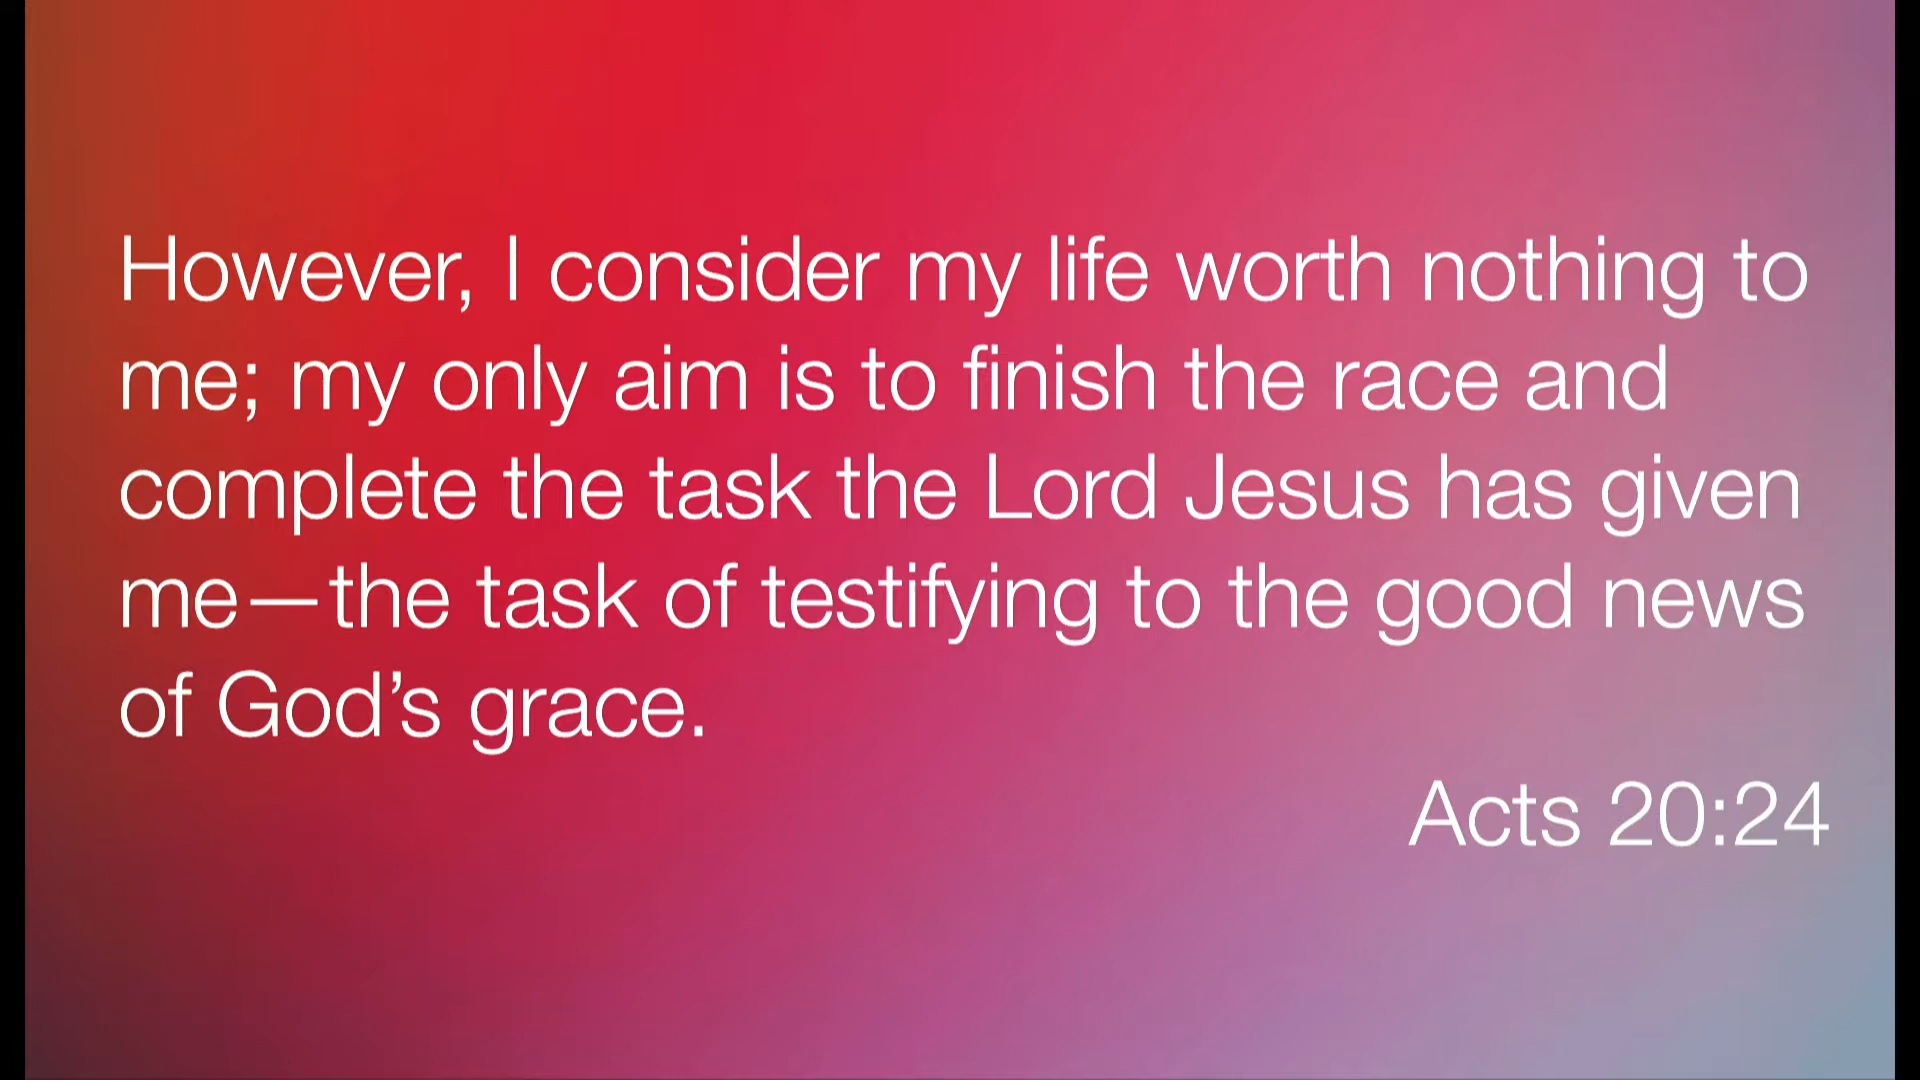 However, I consider my life worth nothing to
me; my only aim is to finish the race and
complete the task the Lord Jesus has given
me—the task of testifying to the good news
of God’s grace.
Acts 20:24